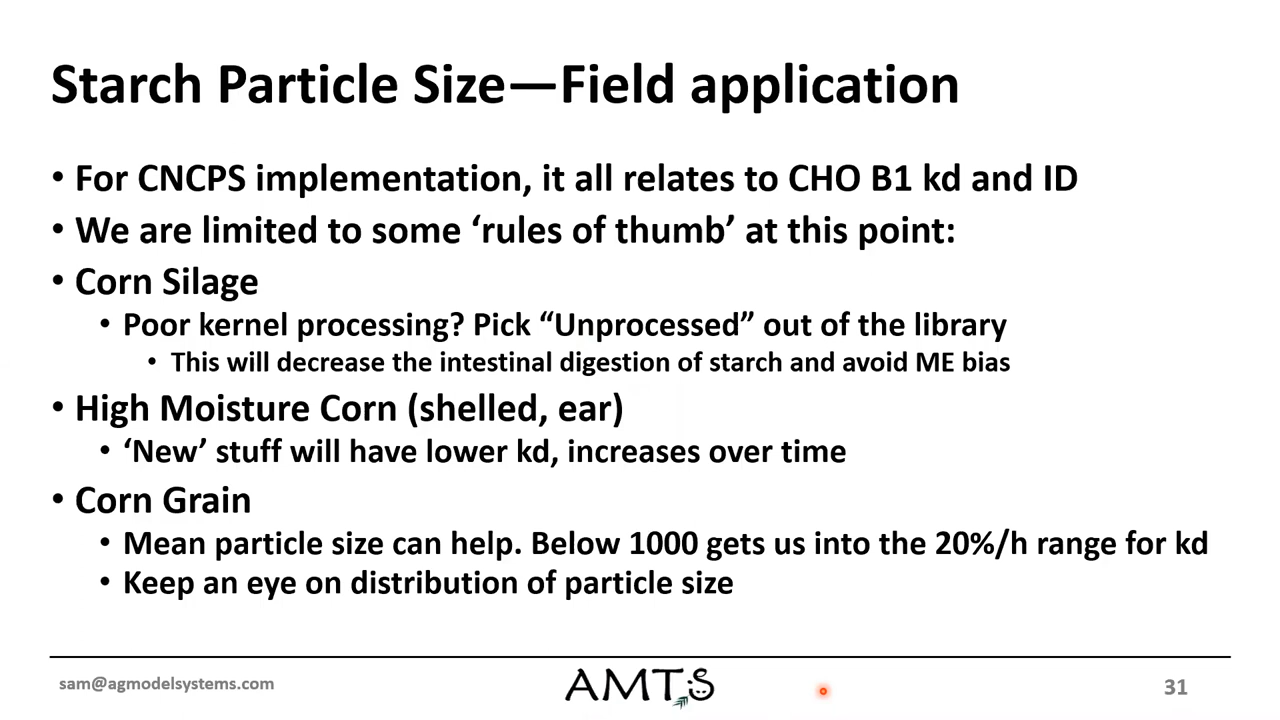 Starch Particle Size—Field application
• For CNCPS implementation, it all relates to CHO B1 kd and ID
• We are limited to some ‘rules of thumb’ at this point:
• Corn Silage
• Poor kernel processing? Pick “Unprocessed” out of the library
• This will decrease the intestinal digestion of starch and avoid ME bias
• High Moisture Corn (shelled, ear)
• ‘New’ stuff will have lower kd, increases over time
• Corn Grain
• Mean particle size can help. Below 1000 gets us into the 20%/h range for kd
• Keep an eye on distribution of particle size
sam@agmodelsystems.com
AMTS
31